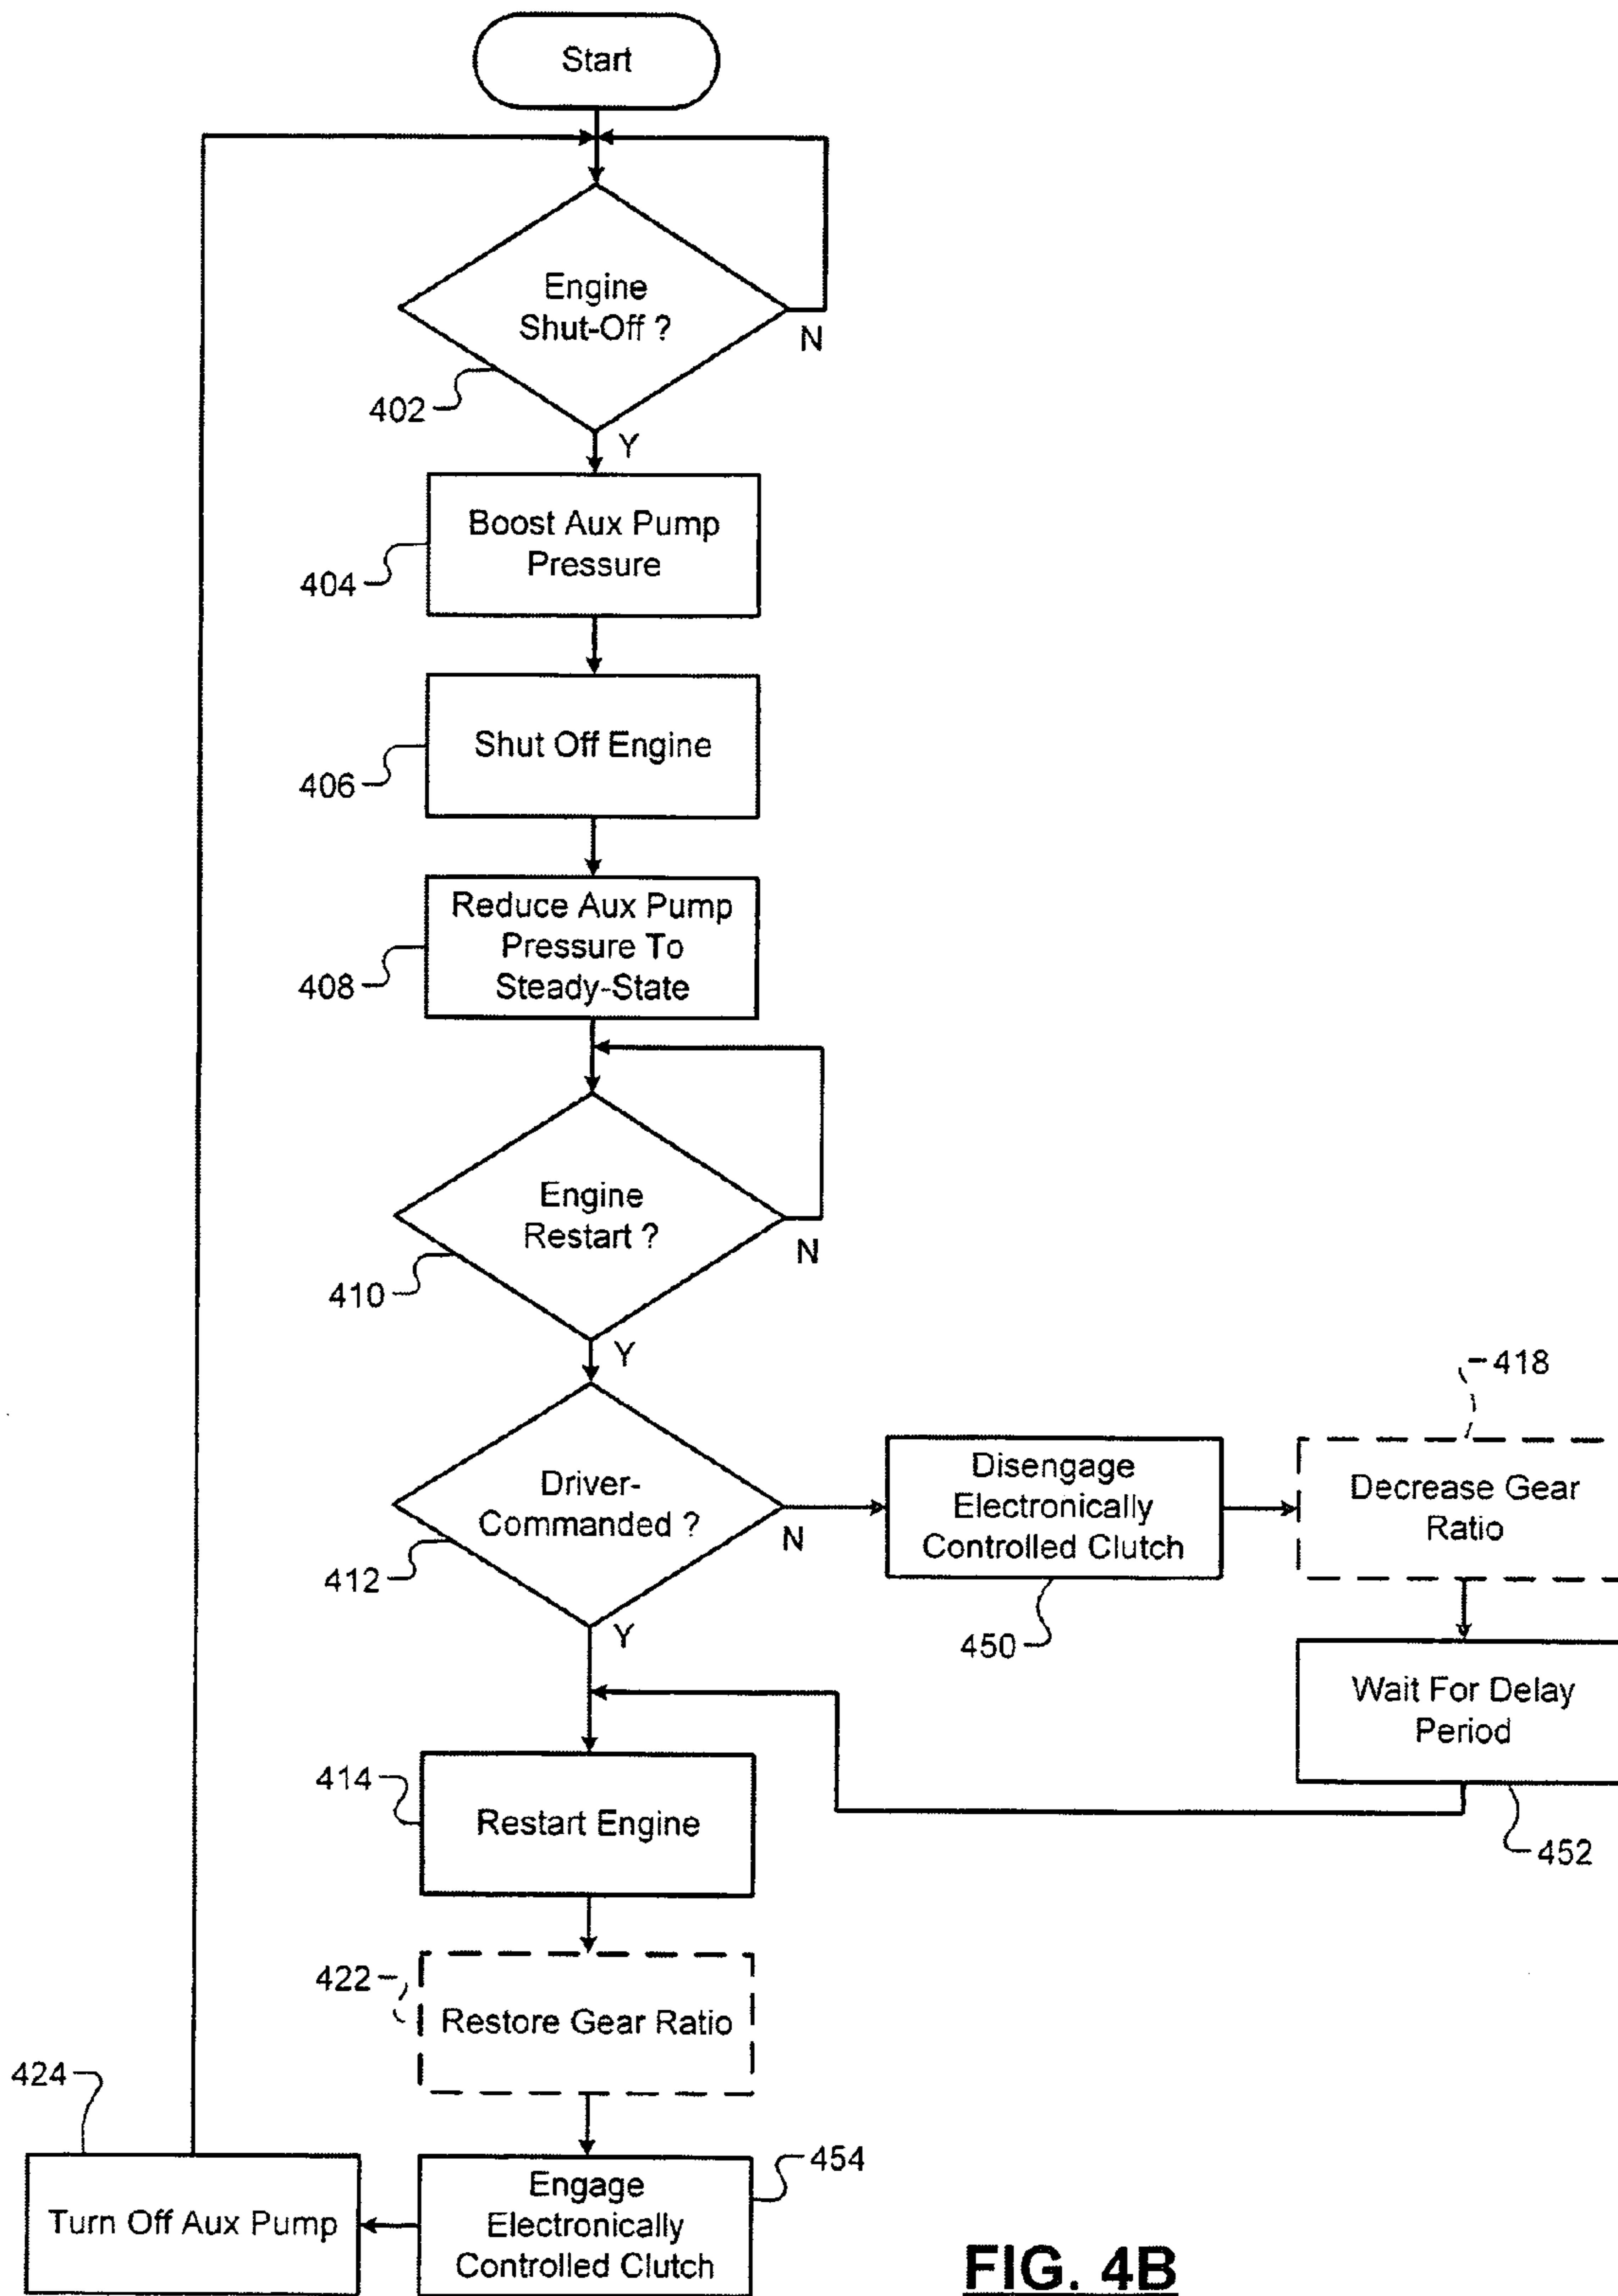 Start
Engine
Shut-Off ?
N
402
Y
Boost Aux Pump
Pressure
404
Shut Off Engine
406
Reduce Aux Pump
Pressure To
Steady-State
408
Engine
Restart ?
N
410
Y
418
Driver-
Commanded ?
N
412
Y
Disengage
Electronically
Controlled Clutch
450
Decrease Gear
Ratio
Wait For Delay
Period
452
414
Restart Engine
422
Restore Gear Ratio
424
454
Engage
Electronically
Controlled Clutch
Turn Off Aux Pump
FIG. 4B